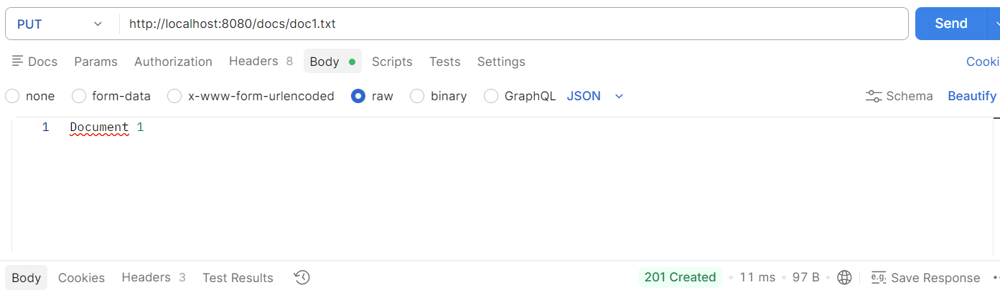 PUT http://localhost:8080/docs/doc1.txt Send
Docs Params Authorization Headers 8 Body Scripts Tests Settings Cooki
none form-data x-www-form-urlencoded raw binary GraphQL JSON Schema Beautify
1 Document 1
Body Cookies Headers 3 Test Results 201 Created 11 ms 97 B e.g. Save Response